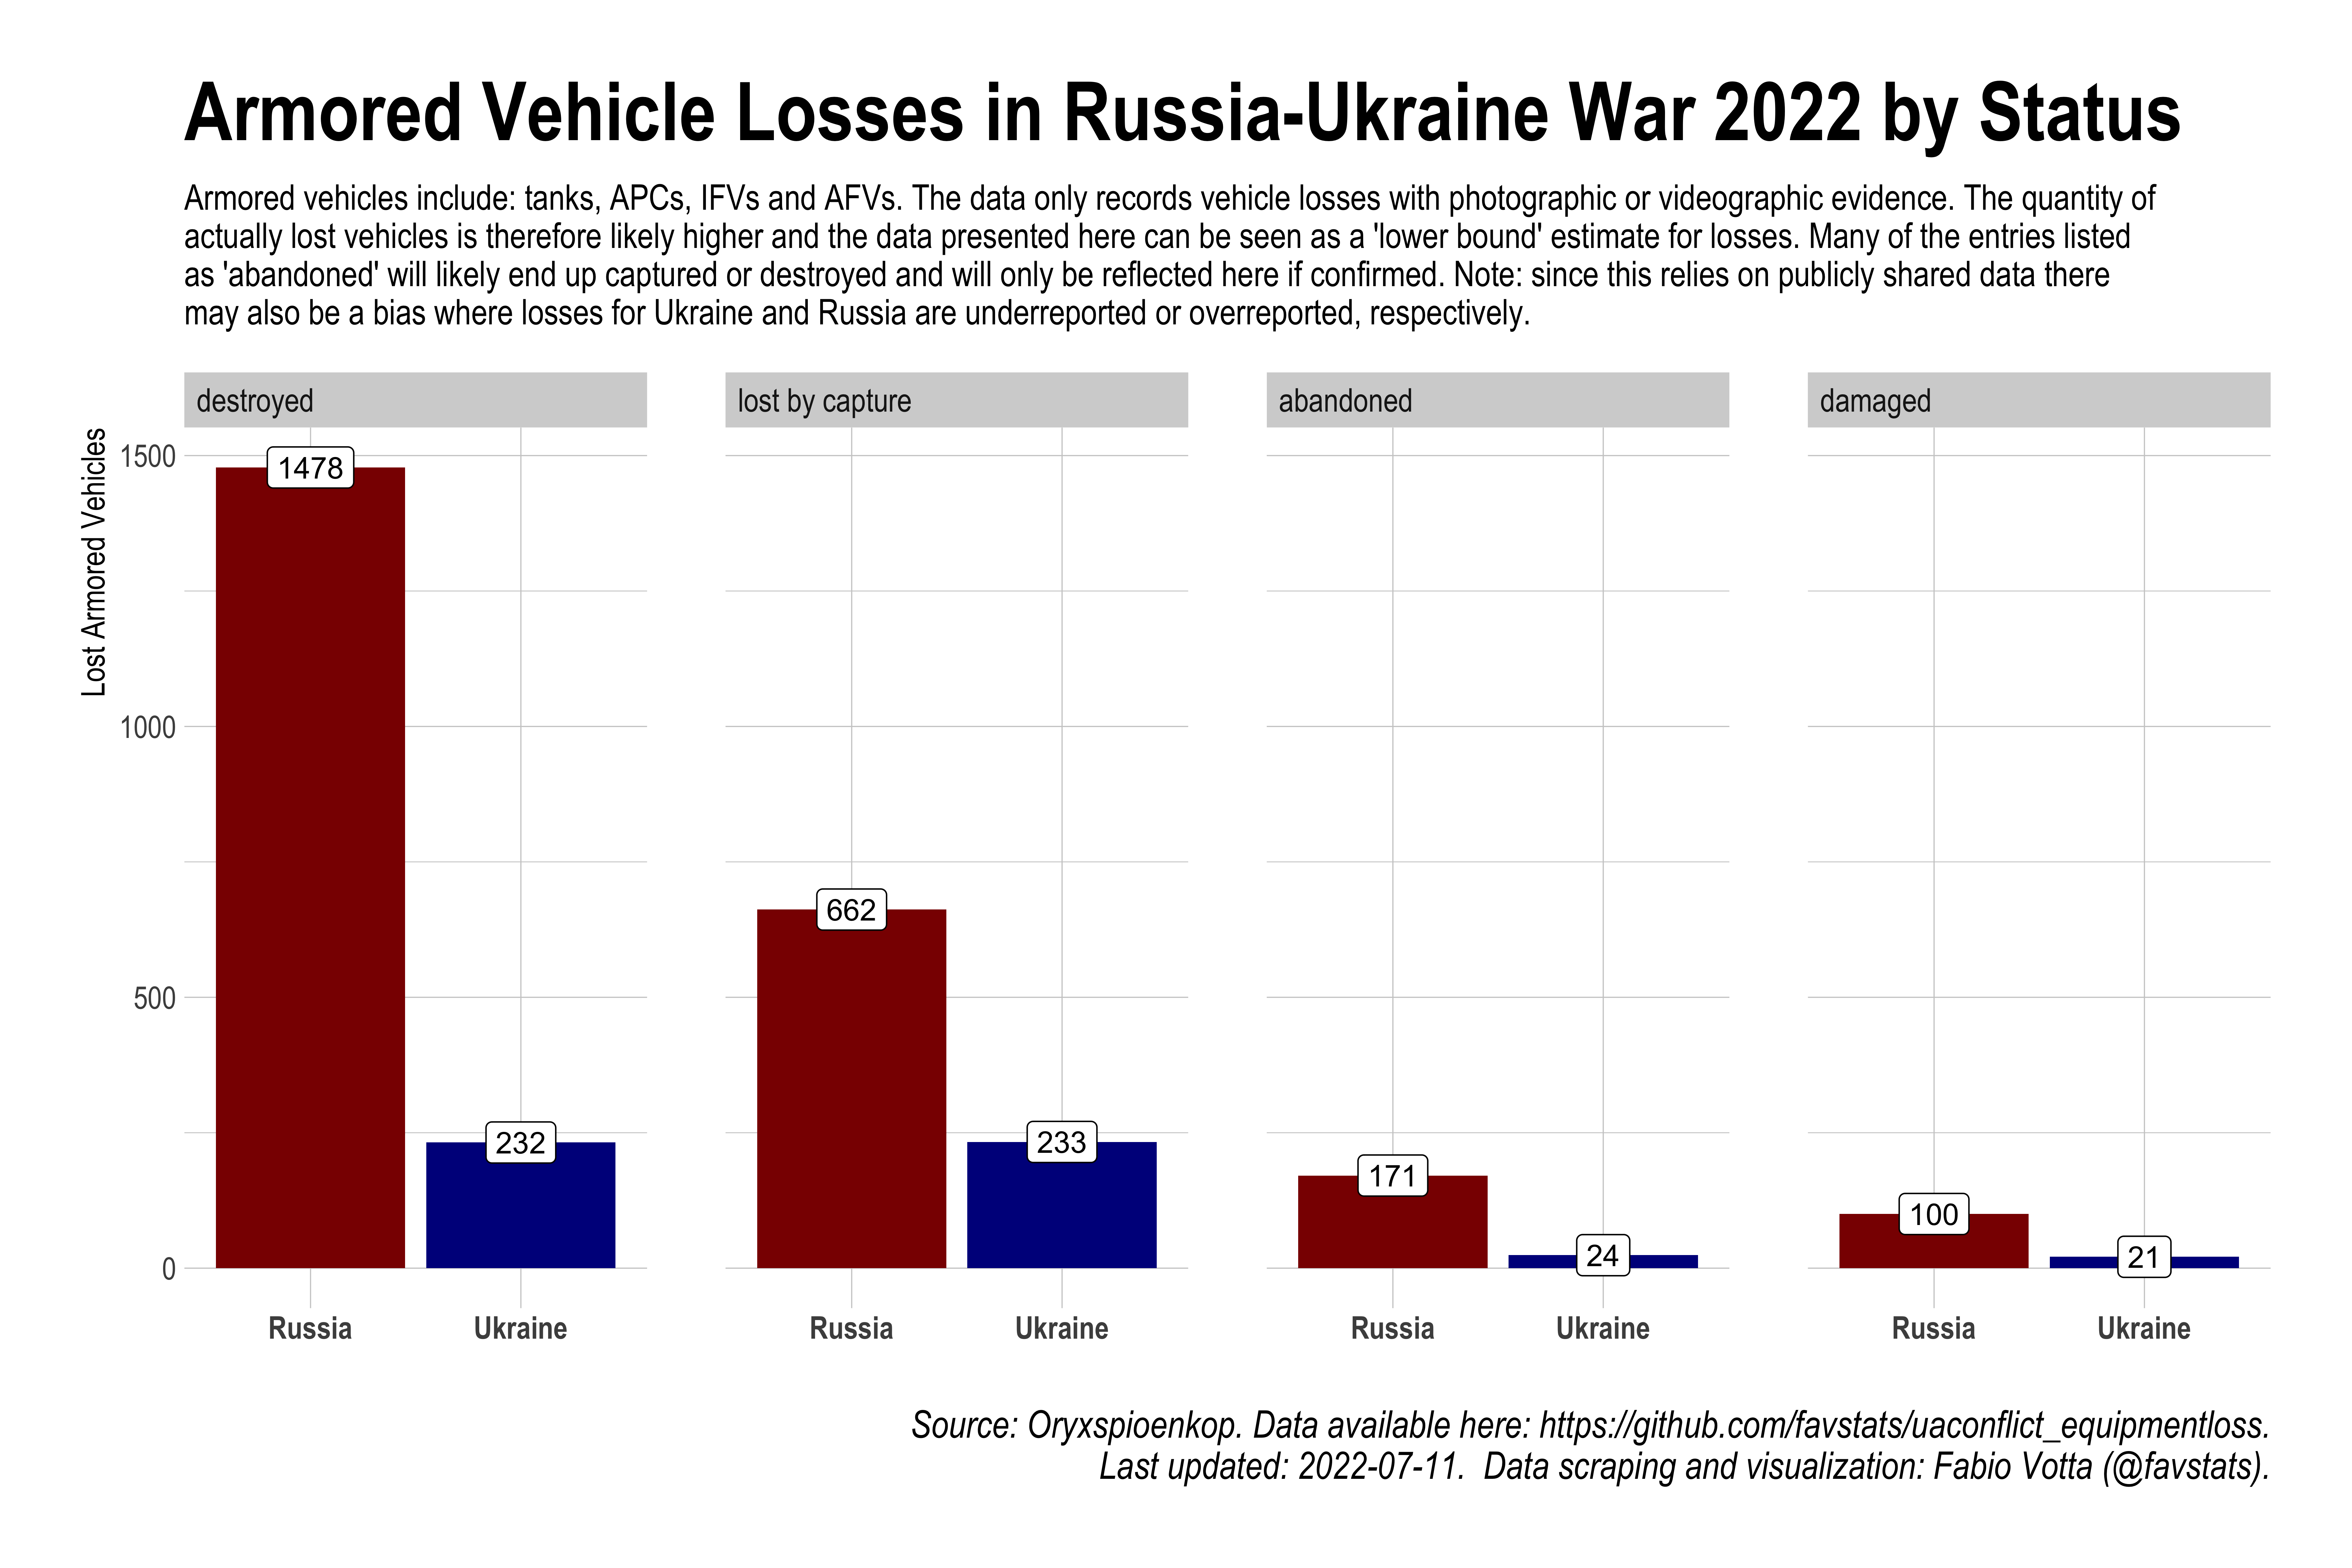 Armored Vehicle Losses in Russia-Ukraine War 2022 by Status
Armored vehicles include: tanks, APCs, IFVs and AFVs. The data only records vehicle losses with photographic or videographic evidence. The quantity of
actually lost vehicles is therefore likely higher and the data presented here can be seen as a 'lower bound' estimate for losses. Many of the entries listed
as 'abandoned' will likely end up captured or destroyed and will only be reflected here if confirmed. Note: since this relies on publicly shared data there
may also be a bias where losses for Ukraine and Russia are underreported or overreported, respectively.
destroyed
lost by capture
abandoned
damaged
Lost Armored Vehicles
1500
1000
500
0
1478
232
662
233
171
24
100
21
Russia
Ukraine
Russia
Ukraine
Russia
Ukraine
Russia
Ukraine
Source: Oryxspioenkop. Data available here: https://github.com/favstats/uaconflict_equipmentloss.
Last updated: 2022-07-11.  Data scraping and visualization: Fabio Votta (@favstats).